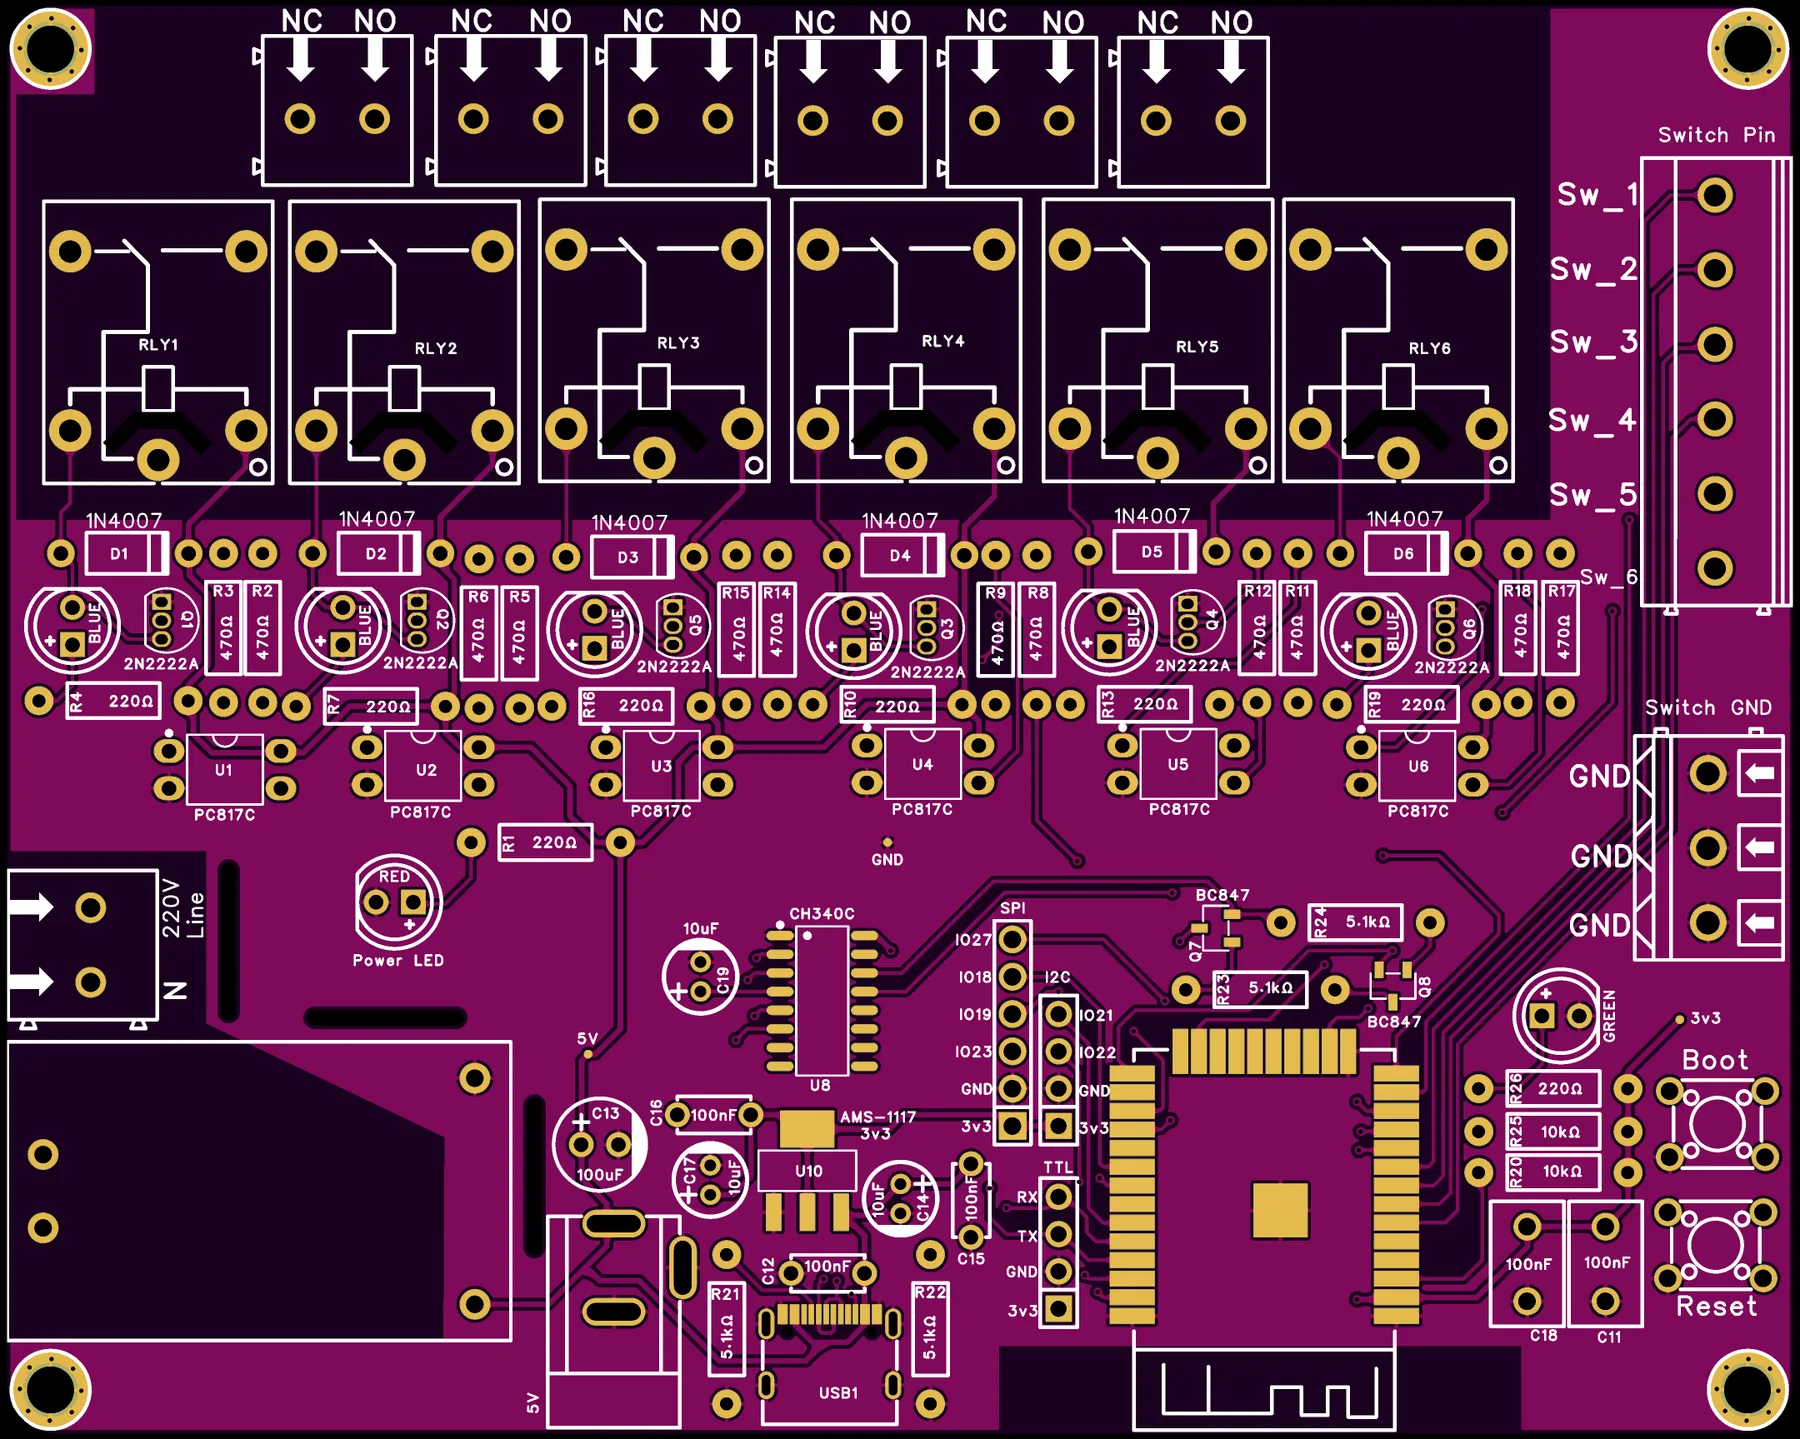 NC NO NC NO NC NO NC NO NC NO NC NO
Switch Pin
Sw_1
Sw_2
Sw_3
Sw_4
Sw_5
Sw_6
RLY1 RLY2 RLY3 RLY4 RLY5 RLY6
1N4007 1N4007 1N4007 1N4007 1N4007 1N4007
D1 D2 D3 D4 D5 D6
BLUE Q1 R3 470Ω R2 470Ω
BLUE Q2 R6 470Ω R5 470Ω
BLUE Q5 R15 470Ω R14 470Ω
BLUE Q3 R9 470Ω R8 470Ω
BLUE Q4 R12 470Ω R11 470Ω
BLUE Q6 R18 470Ω R17 470Ω
+ + + + + +
2N2222A 2N2222A 2N2222A 2N2222A 2N2222A 2N2222A
R4 220Ω R7 220Ω R16 220Ω R10 220Ω R13 220Ω R19 220Ω
U1 U2 U3 U4 U5 U6
PC817C PC817C PC817C PC817C PC817C PC817C
Switch GND
GND
GND
GND
R1 220Ω
GND
RED
+
Power LED
220V
Line
N
5V
10uF
C19
+
CH340C
U8
SPI
IO27
IO18
IO19
IO23
GND
3v3
I2C
IO21
IO22
GND
3v3
BC847
Q7
R24 5.1kΩ
R23 5.1kΩ
Q8
BC847
+
GREEN
3v3
Boot
R26 220Ω
R25 10kΩ
R20 10kΩ
C13
+
100uF
C16 100nF
AMS-1117
3v3
U10
C17 10uF
+
10uF C14
+
100nF
C15
TTL
RX
TX
GND
3v3
C12 100nF
R21 5.1kΩ
R22 5.1kΩ
USB1
5V
100nF
C18
100nF
C11
Reset